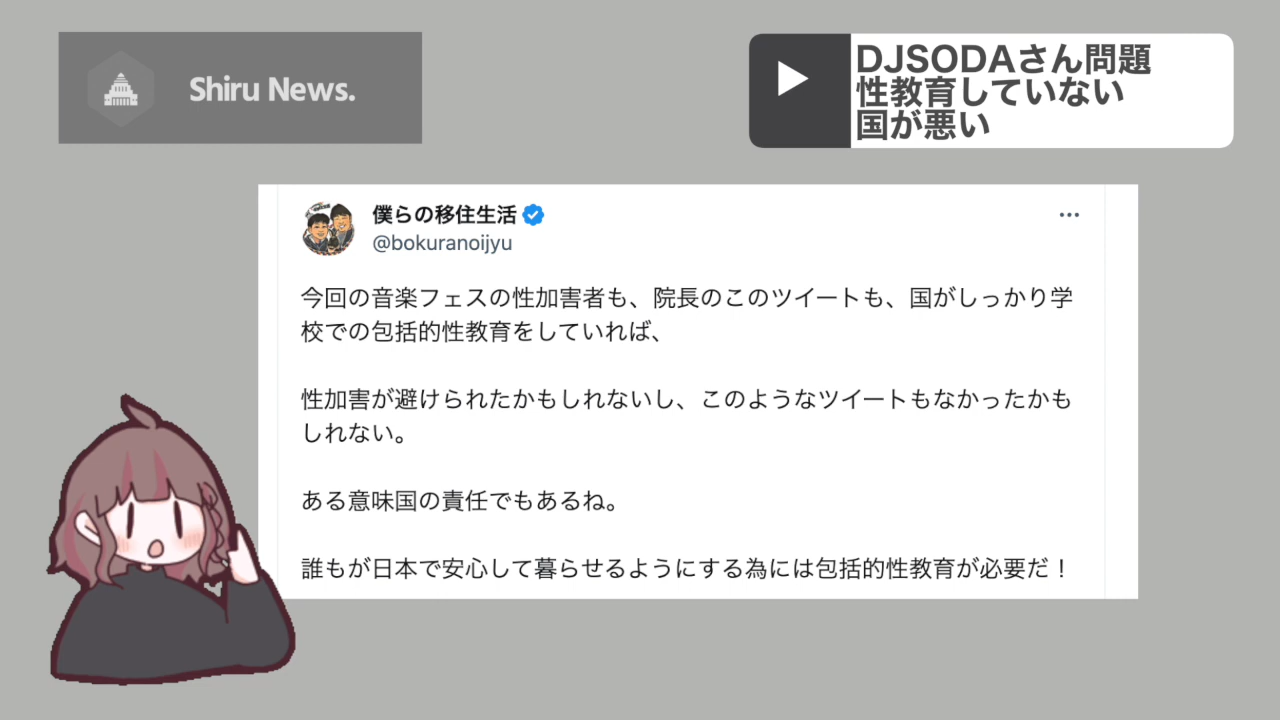 Shiru News.
DJSODAさん問題
性教育していない
国が悪い
僕らの移住生活
@bokuranoijyu
今回の音楽フェスの性加害者も、院長のこのツイートも、国がしっかり学
校での包括的性教育をしていれば、
性加害が避けられたかもしれないし、このようなツイートもなかったかも
しれない。
ある意味国の責任でもあるね。
誰もが日本で安心して暮らせるようにする為には包括的性教育が必要だ！